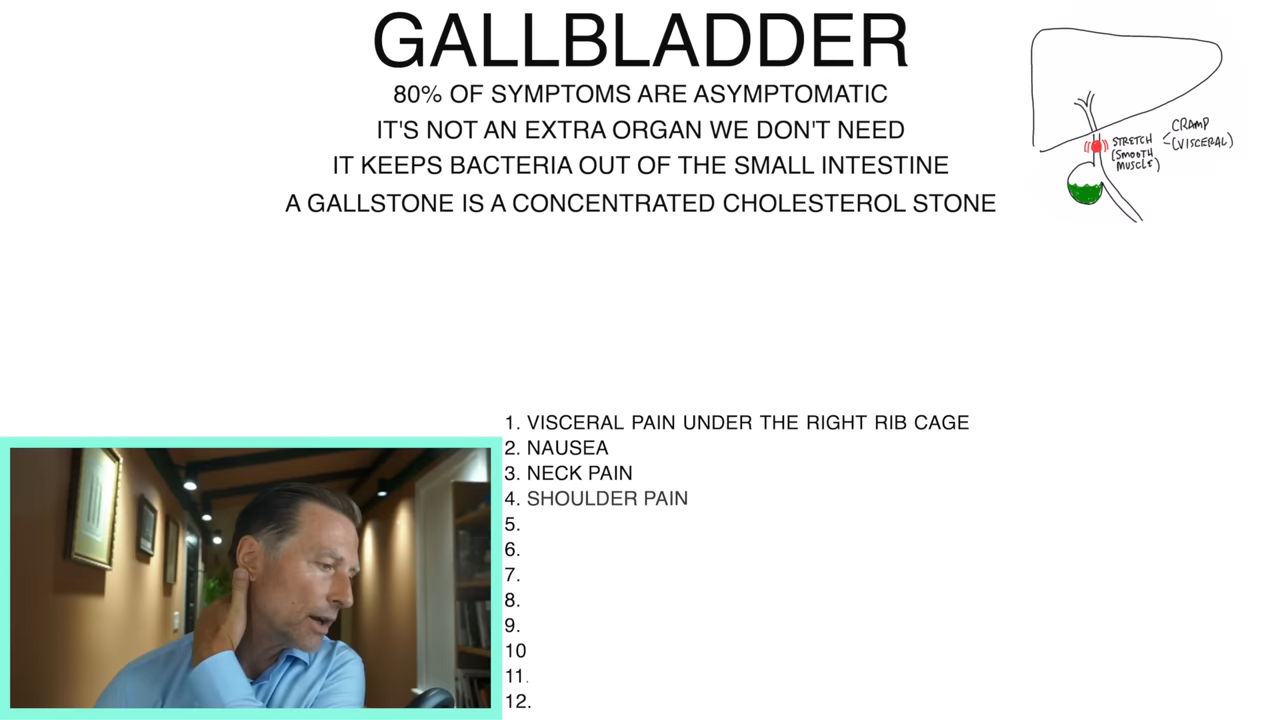 GALLBLADDER
80% OF SYMPTOMS ARE ASYMPTOMATIC
IT'S NOT AN EXTRA ORGAN WE DON'T NEED
IT KEEPS BACTERIA OUT OF THE SMALL INTESTINE
A GALLSTONE IS A CONCENTRATED CHOLESTEROL STONE
CRAMP
STRETCH (VISCERAL)
(SMOOTH
MUSCLE)
1. VISCERAL PAIN UNDER THE RIGHT RIB CAGE
2. NAUSEA
3. NECK PAIN
4. SHOULDER PAIN
5.
6.
7.
8.
9.
10
11.
12.